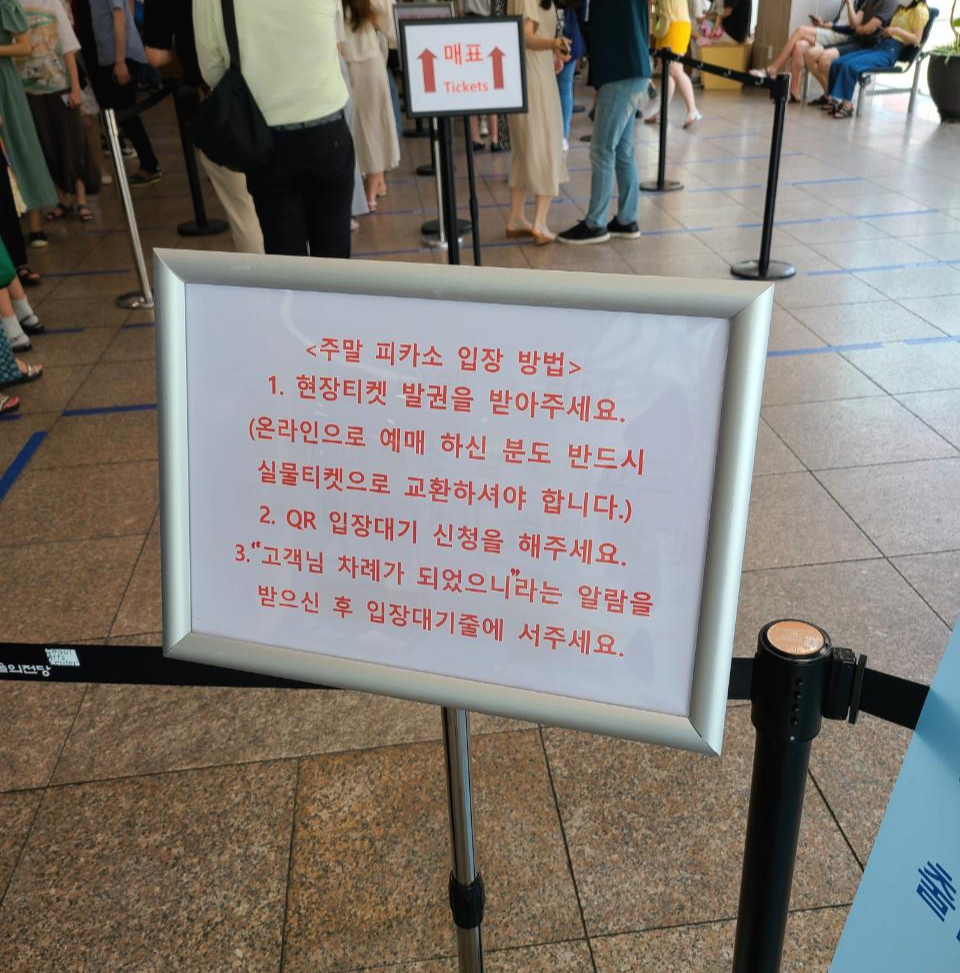 매표
Tickets
<주말 피카소 입장 방법>
1. 현장티켓 발권을 받아주세요.
(온라인으로 예매 하신 분도 반드시
실물티켓으로 교환하셔야 합니다.)
2. QR 입장대기 신청을 해주세요.
3.“고객님 차례가 되었으니”라는 알람을
받으신 후 입장대기줄에 서주세요.
술의전당